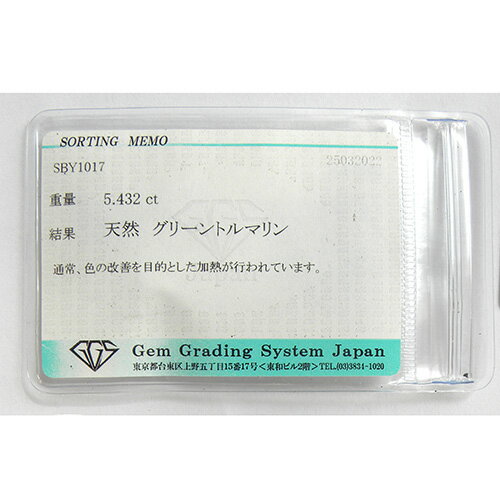 SORTING MEMO
SBY1017 25032022
重量 5.432 ct
結果 天然 グリーントルマリン
通常、色の改善を目的とした加熱が行われています。
GGS Gem Grading System Japan
東京都台東区上野五丁目15番17号<東和ビル2階>TEL.(03)3834-1020